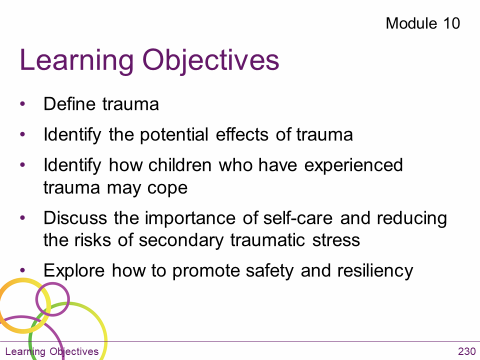 Module 10
Learning Objectives
• Define trauma
• Identify the potential effects of trauma
• Identify how children who have experienced
trauma may cope
• Discuss the importance of self-care and reducing
the risks of secondary traumatic stress
• Explore how to promote safety and resiliency
Learning Objectives 230